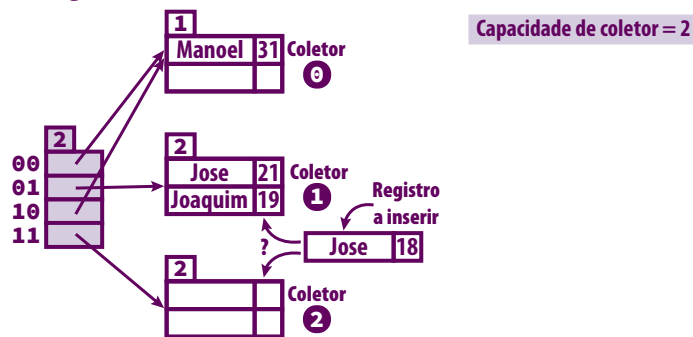 1
Capacidade de coletor = 2
Manoel 31 Coletor
0
2
2
00
Jose 21 Coletor
01
Joaquim 19 1
Registro
a inserir
10
11
? Jose 18
2
Coletor
2